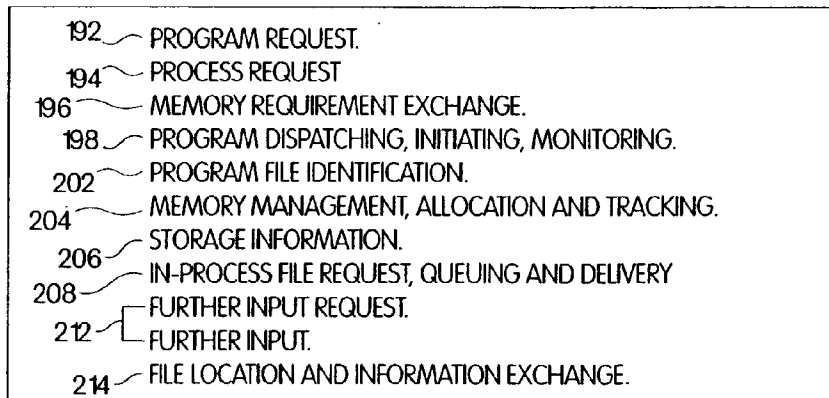 192 PROGRAM REQUEST.
194 PROCESS REQUEST
196 MEMORY REQUIREMENT EXCHANGE.
198 PROGRAM DISPATCHING, INITIATING, MONITORING.
202 PROGRAM FILE IDENTIFICATION.
204 MEMORY MANAGEMENT, ALLOCATION AND TRACKING.
206 STORAGE INFORMATION.
208 IN-PROCESS FILE REQUEST, QUEUING AND DELIVERY
212 FURTHER INPUT REQUEST.
FURTHER INPUT.
214 FILE LOCATION AND INFORMATION EXCHANGE.